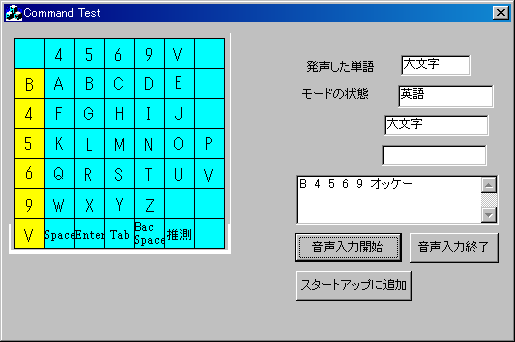 Command Test
4 5 6 9 V
B A B C D E
4 F G H I J
5 K L M N O P
6 Q R S T U V
9 W X Y Z
V Space Enter Tab Bac Space 推測
発声した単語 大文字
モードの状態 英語
大文字
B 4 5 6 9 オッケー
音声入力開始 音声入力終了
スタートアップに追加